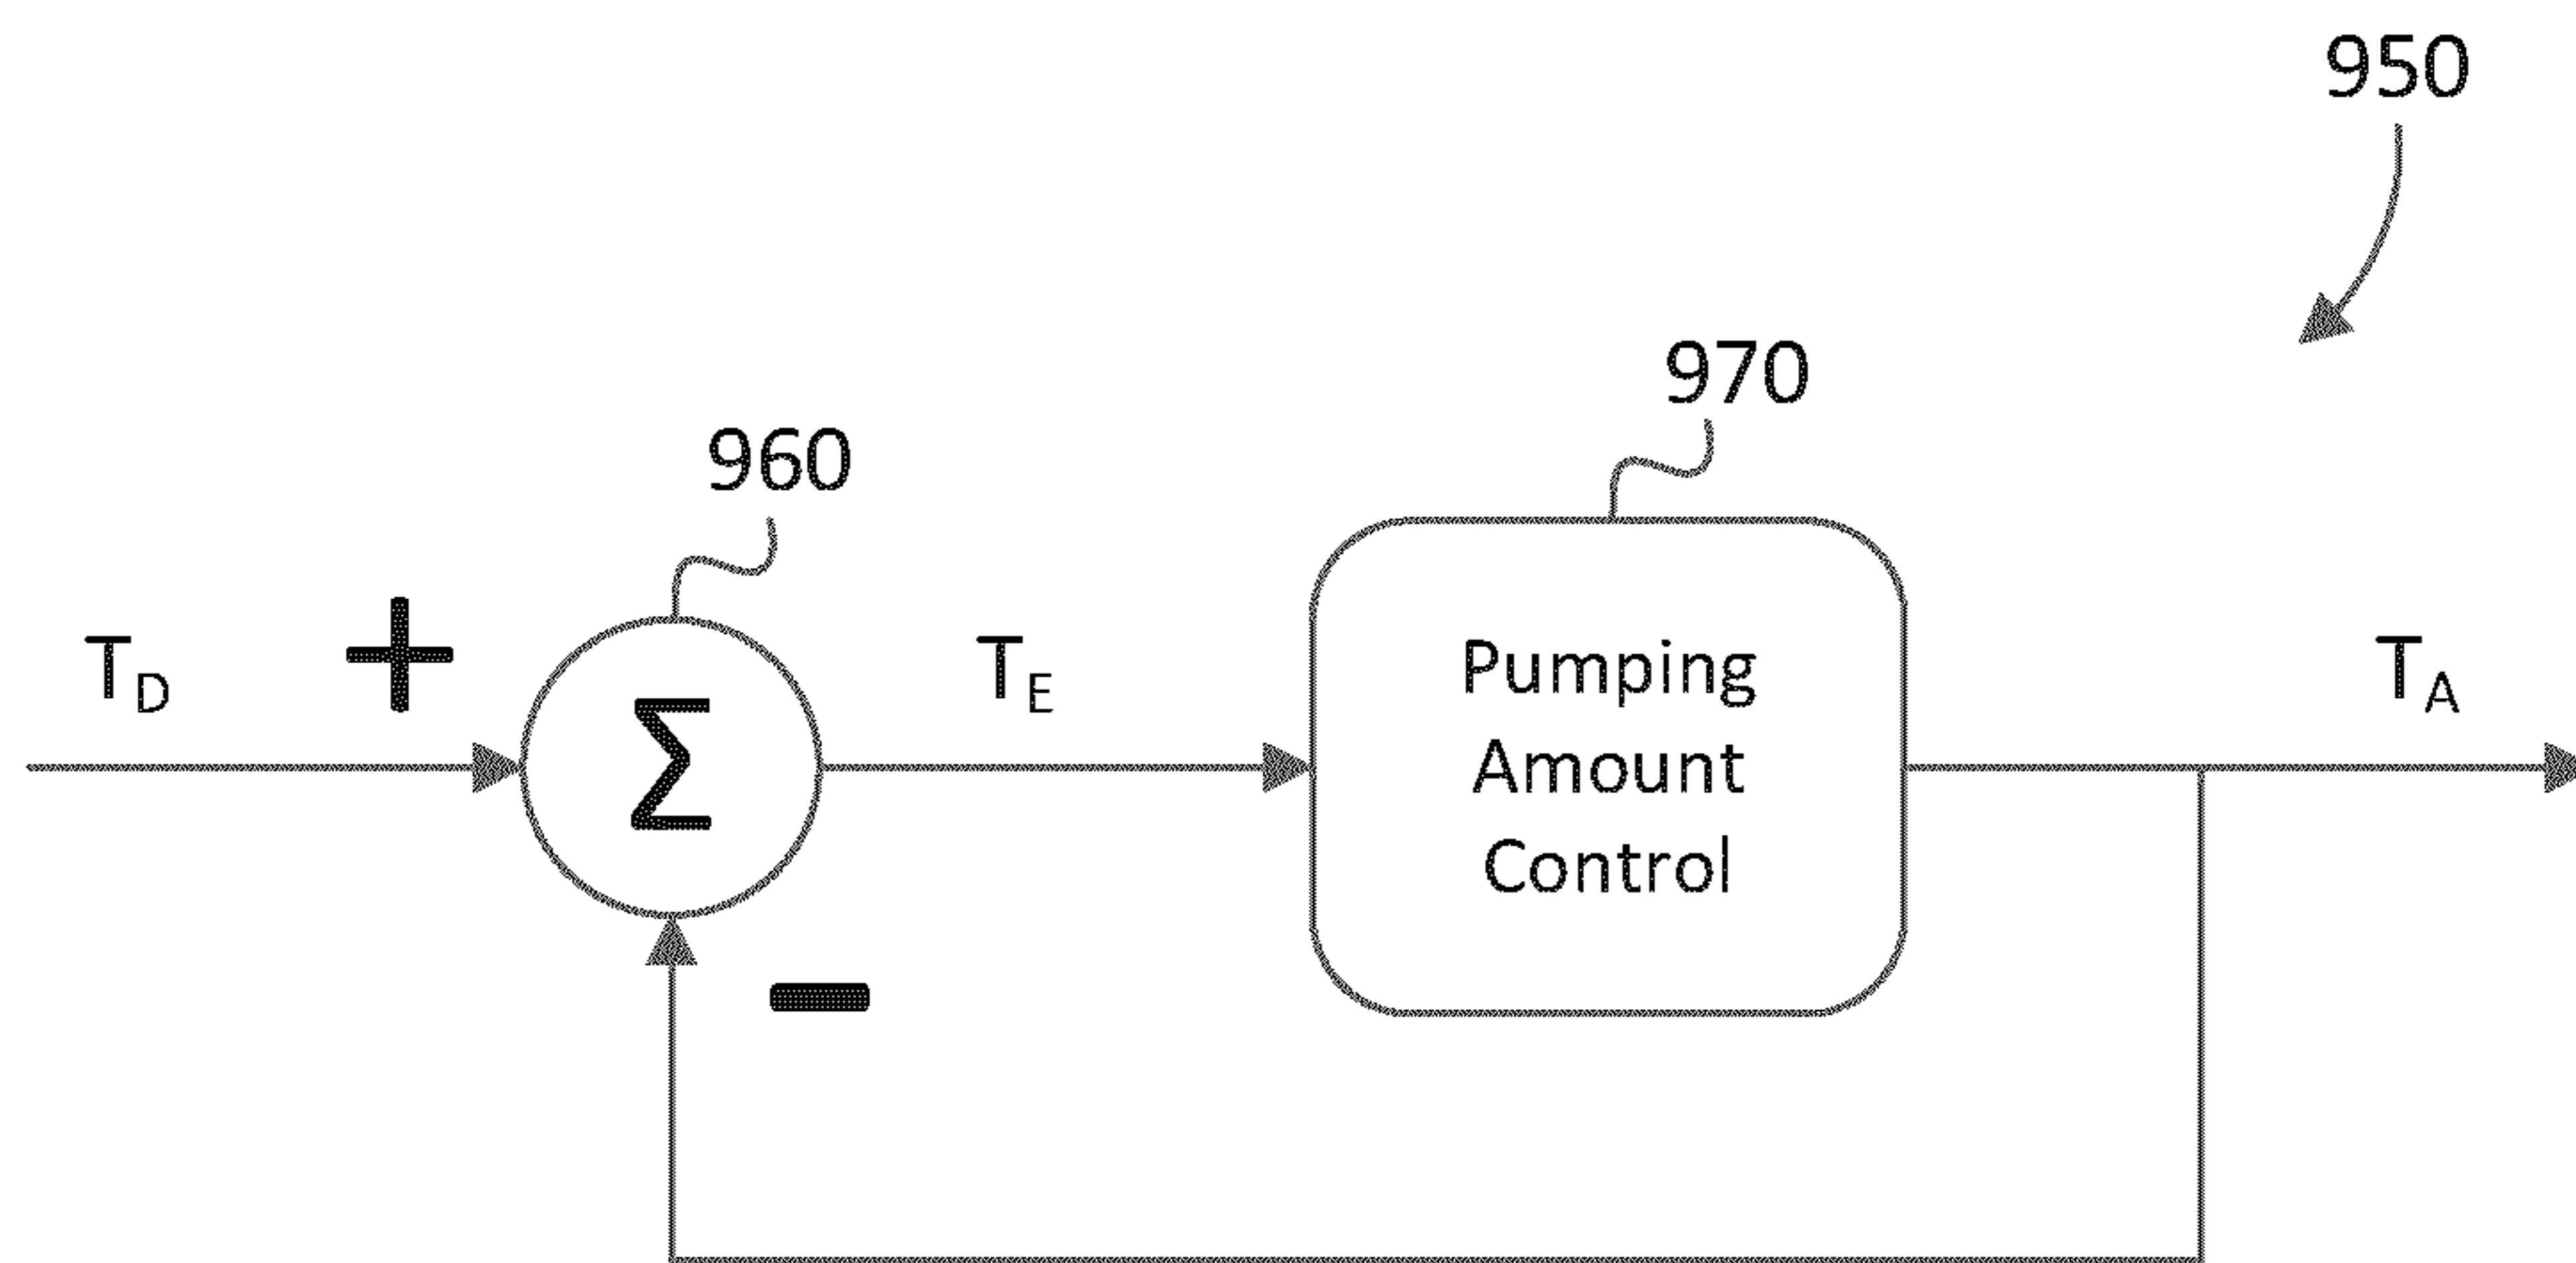 950
970
960
T_D
+
Σ
T_E
Pumping
Amount
Control
T_A
−